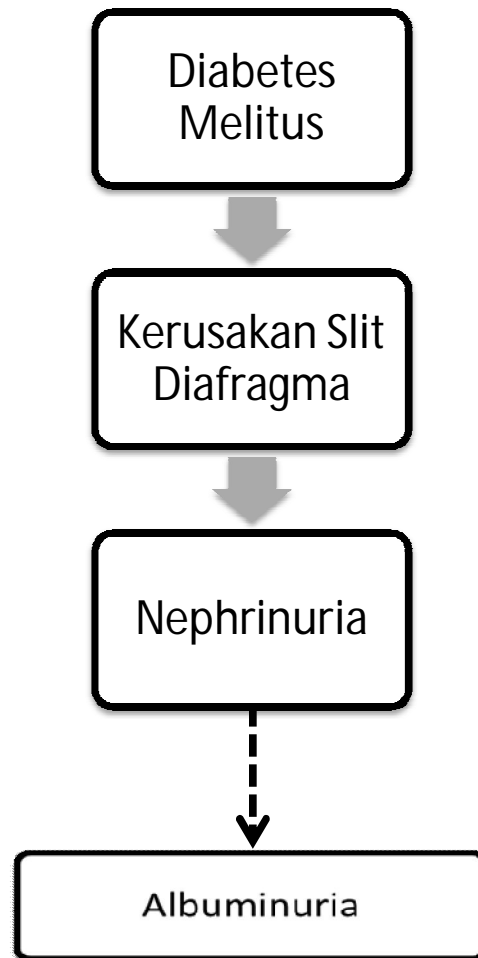 Diabetes
Melitus
Kerusakan Slit
Diafragma
Nephrinuria
Albuminuria